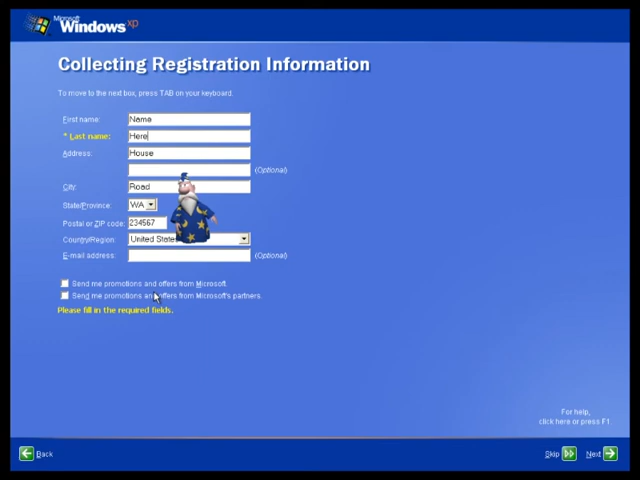 Microsoft
Windows xp
Collecting Registration Information
To move to the next box, press TAB on your keyboard.
First name: Name
* Last name: Here
Address: House
(Optional)
City: Road
State/Province: WA
Postal or ZIP code: 234567
Country/Region: United States
E-mail address: (Optional)
Send me promotions and offers from Microsoft.
Send me promotions and offers from Microsoft's partners.
Please fill in the required fields.
For help,
click here or press F1
Back Skip Next